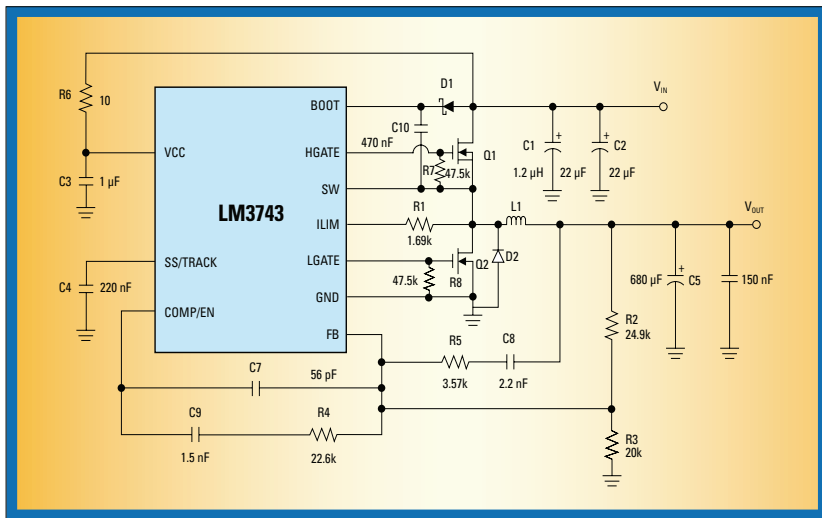 D1
VIN
R6
10
BOOT
C10
470 nF
HGATE
Q1
C1
+
C2
+
1.2 µH
22 µF
22 µF
VCC
R7
47.5k
C3
1 µF
SW
LM3743
R1
1.69k
L1
VOUT
ILIM
SS/TRACK
LGATE
Q2
D2
C4
220 nF
47.5k
R8
680 µF
+
C5
150 nF
COMP/EN
GND
R2
24.9k
FB
R5
3.57k
C8
2.2 nF
C7
56 pF
C9
1.5 nF
R4
22.6k
R3
20k